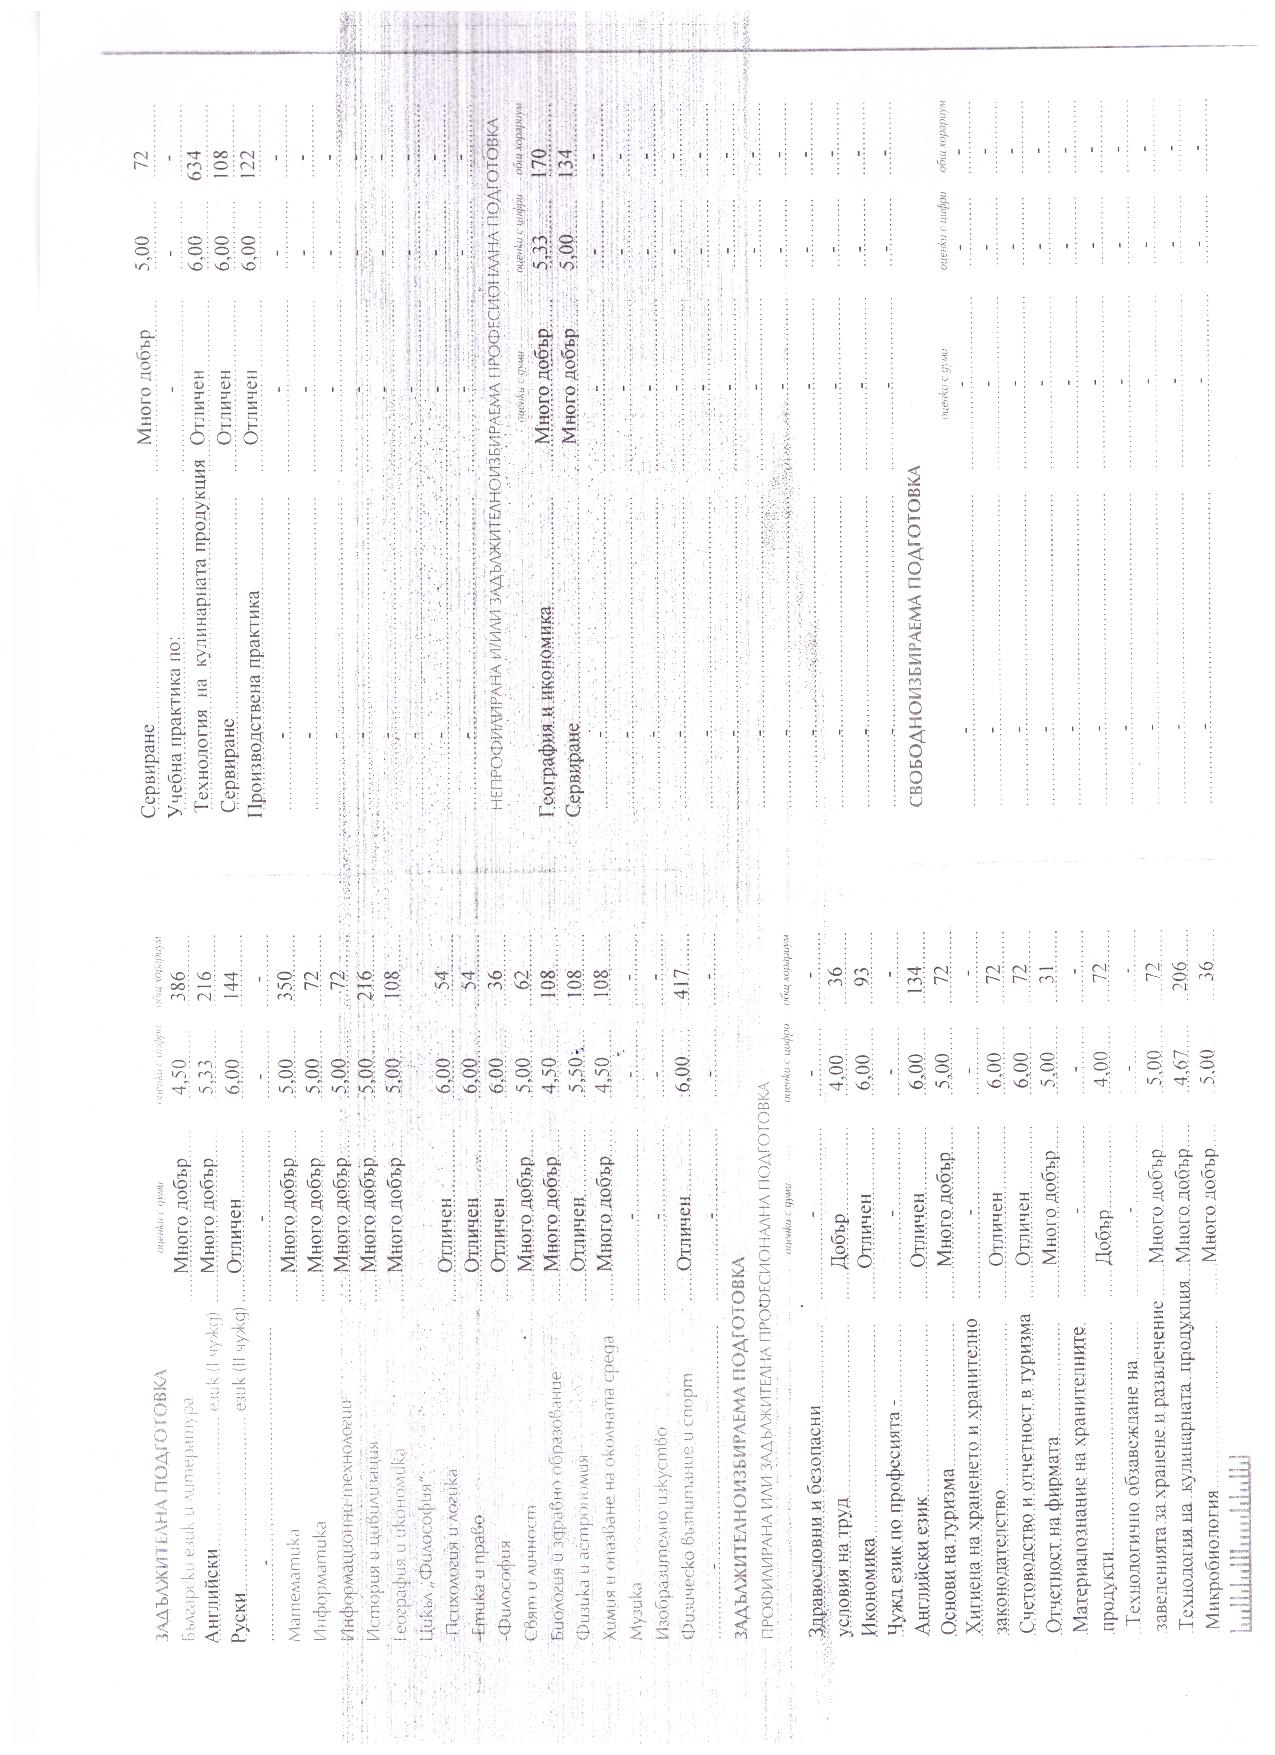 ЗАДЪЛЖИТЕЛНА ПОДГОТОВКА
оценки с думи оценки с цифри общ хорариум
Български език и литература Много добър 4,50 386
Английски език (I чужд) Много добър 5,33 216
Руски език (II чужд) Отличен 6,00 144
- - - -
Математика Много добър 5,00 350
Информатика Много добър 5,00 72
Информационни технологии Много добър 5,00 72
История и цивилизация Много добър 5,00 216
География и икономика Много добър 5,00 108
Цикъл „Философия“:
-Психология и логика Отличен 6,00 54
-Етика и право Отличен 6,00 54
-Философия Отличен 6,00 36
Свят и личност Много добър 5,00 62
Биология и здравно образование Много добър 4,50 108
Физика и астрономия Отличен 5,50 108
Химия и опазване на околната среда Много добър 4,50 108
Музика - - -
Изобразително изкуство - - -
Физическо възпитание и спорт Отличен 6,00 417
- - - -
ЗАДЪЛЖИТЕЛНОИЗБИРАЕМА ПОДГОТОВКА
ПРОФИЛИРАНА ИЛИ ЗАДЪЛЖИТЕЛНА ПРОФЕСИОНАЛНА ПОДГОТОВКА
оценки с думи оценки с цифри общ хорариум
Здравословни и безопасни - - -
условия на труд Добър 4,00 36
Икономика Отличен 6,00 93
Чужд език по професията - - - -
Английски език Отличен 6,00 134
Основи на туризма Много добър 5,00 72
Хигиена на храненето и хранително - - -
законодателство Отличен 6,00 72
Счетоводство и отчетност в туризма Отличен 6,00 72
Отчетност на фирмата Много добър 5,00 31
Материалознание на хранителните - - -
продукти Добър 4,00 72
Технологично обзавеждане на - - -
заведенията за хранене и развлечение Много добър 5,00 72
Технология на кулинарната продукция Много добър 4,67 206
Микробиология Много добър 5,00 36
Сервиране Много добър 5,00 72
Учебна практика по: - - -
Технология на кулинарната продукция Отличен 6,00 634
Сервиране Отличен 6,00 108
Производствена практика Отличен 6,00 122
НЕПРОФИЛИРАНА И/ИЛИ ЗАДЪЛЖИТЕЛНОИЗБИРАЕМА ПРОФЕСИОНАЛНА ПОДГОТОВКА
оценки с думи оценки с цифри общ хорариум
География и икономика Много добър 5,33 170
Сервиране Много добър 5,00 134
СВОБОДНОИЗБИРАЕМА ПОДГОТОВКА
оценки с думи оценки с цифри общ хорариум